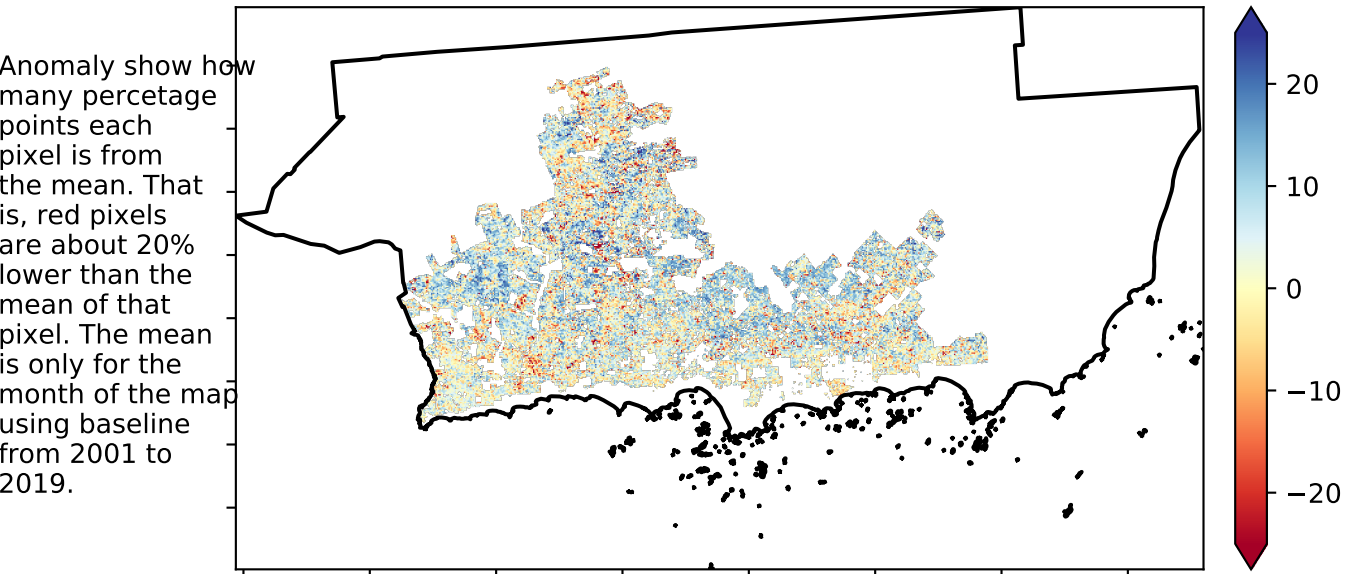 Anomaly show how
many percetage
points each
pixel is from
the mean. That
is, red pixels
are about 20%
lower than the
mean of that
pixel. The mean
is only for the
month of the map
using baseline
from 2001 to
2019.
20
10
0
−10
−20